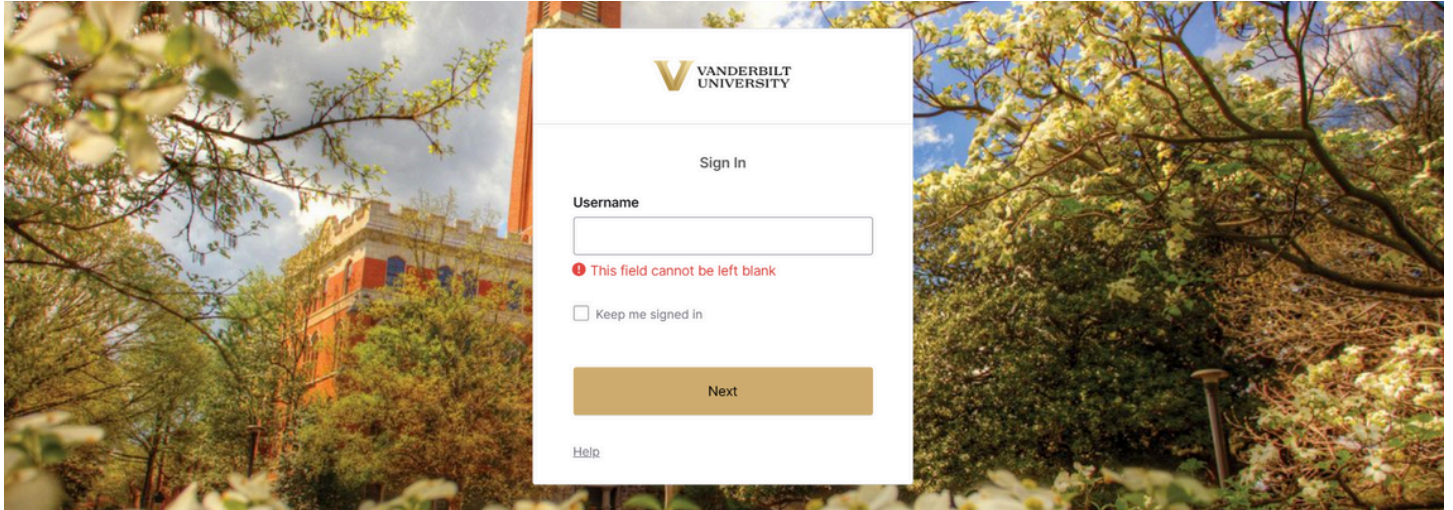 VANDERBILT
UNIVERSITY
Sign In
Username
This field cannot be left blank
Keep me signed in
Next
Help